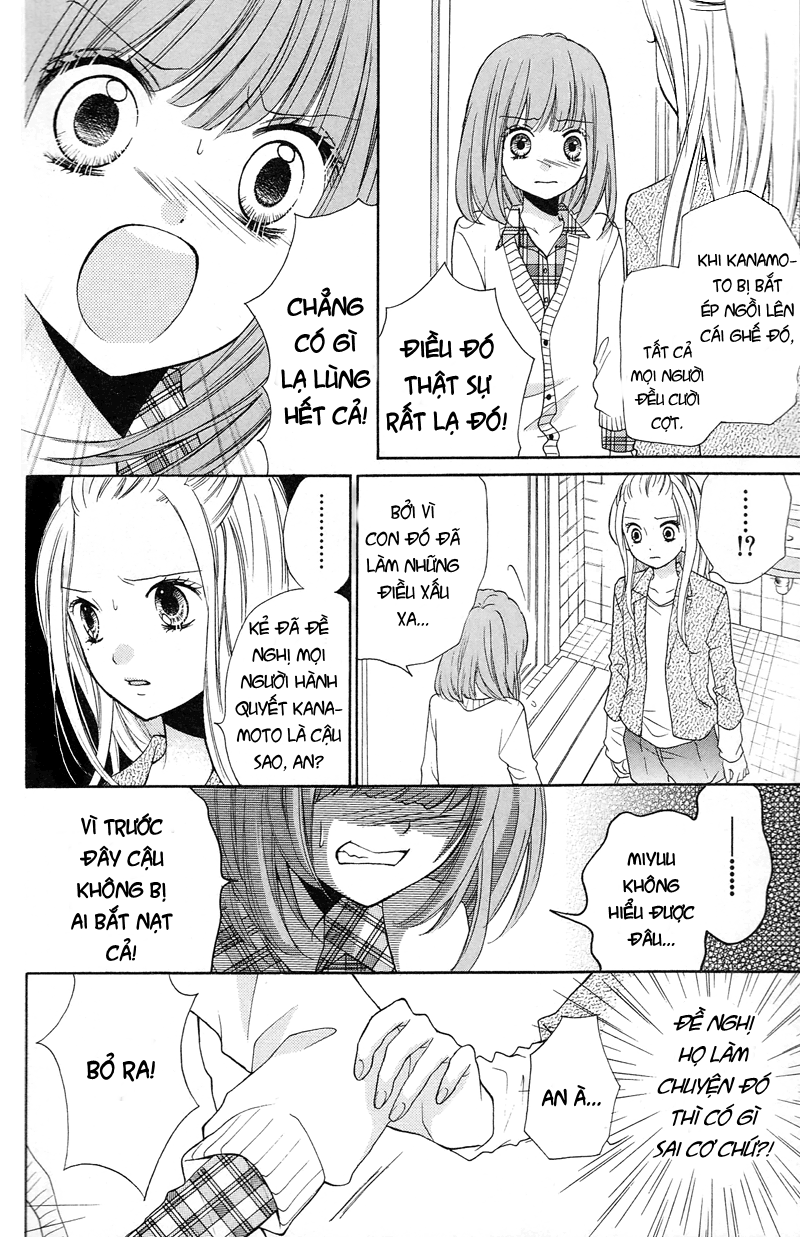 KHI KANAMO-
TO BỊ BẮT
ÉP NGỒI LÊN
CÁI GHẾ ĐÓ,
TẤT CẢ
MỌI NGƯỜI
ĐỀU CƯỜI
CỢT.
ĐIỀU ĐÓ
THẬT SỰ
RẤT LẠ ĐÓ!
CHẲNG
CÓ GÌ
LẠ LÙNG
HẾT CẢ!
........!?
BỞI VÌ
CON ĐÓ ĐÃ
LÀM NHỮNG
ĐIỀU XẤU
XA...
........
KẺ ĐÃ ĐỀ
NGHỊ MỌI
NGƯỜI HÀNH
QUYẾT KANA-
MOTO LÀ CẬU
SAO, AN?
........
MIYUU
KHÔNG
HIỂU ĐƯỢC
ĐÂU...
VÌ TRƯỚC
ĐÂY CẬU
KHÔNG BỊ
AI BẮT NẠT
CẢ!
ĐỀ NGHỊ
HỌ LÀM
CHUYỆN ĐÓ
THÌ CÓ GÌ
SAI CƠ CHỨ?!
AN À...
BỎ RA!